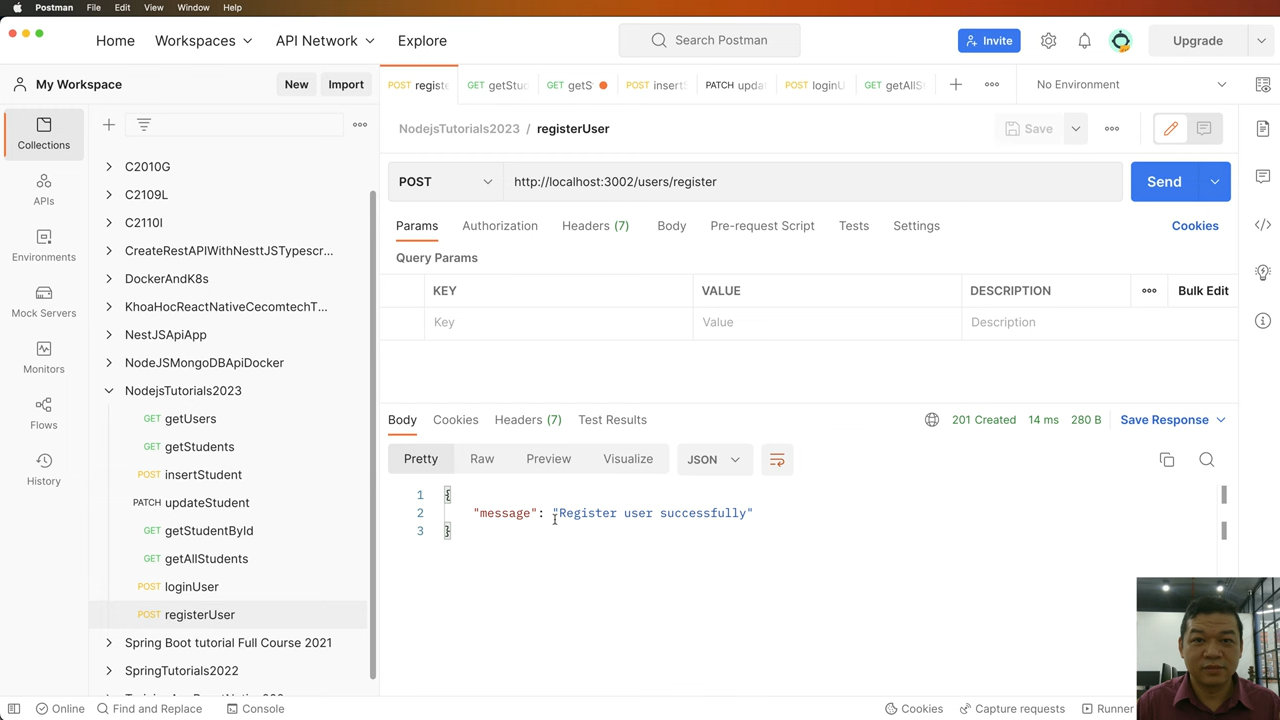 Postman File Edit View Window Help
Home Workspaces API Network Explore Search Postman Invite Upgrade
My Workspace New Import
POST registe GET getStuc GET getS POST insert PATCH upda POST loginU GET getAllS No Environment
Collections
APIs
Environments
Mock Servers
Monitors
Flows
History
C2010G
C2109L
C2110I
CreateRestAPIWithNesttJSTypescr...
DockerAndK8s
KhoaHocReactNativeCecomtechT...
NestJSApiApp
NodeJSMongoDBApiDocker
NodejsTutorials2023
GET getUsers
GET getStudents
POST insertStudent
PATCH updateStudent
GET getStudentById
GET getAllStudents
POST loginUser
POST registerUser
Spring Boot tutorial Full Course 2021
SpringTutorials2022
NodejsTutorials2023 / registerUser Save
POST http://localhost:3002/users/register Send
Params Authorization Headers (7) Body Pre-request Script Tests Settings Cookies
Query Params
KEY VALUE DESCRIPTION Bulk Edit
Key Value Description
Body Cookies Headers (7) Test Results 201 Created 14 ms 280 B Save Response
Pretty Raw Preview Visualize JSON
1 {
2 "message": "Register user successfully"
3 }
Online Find and Replace Console Cookies Capture requests Runner